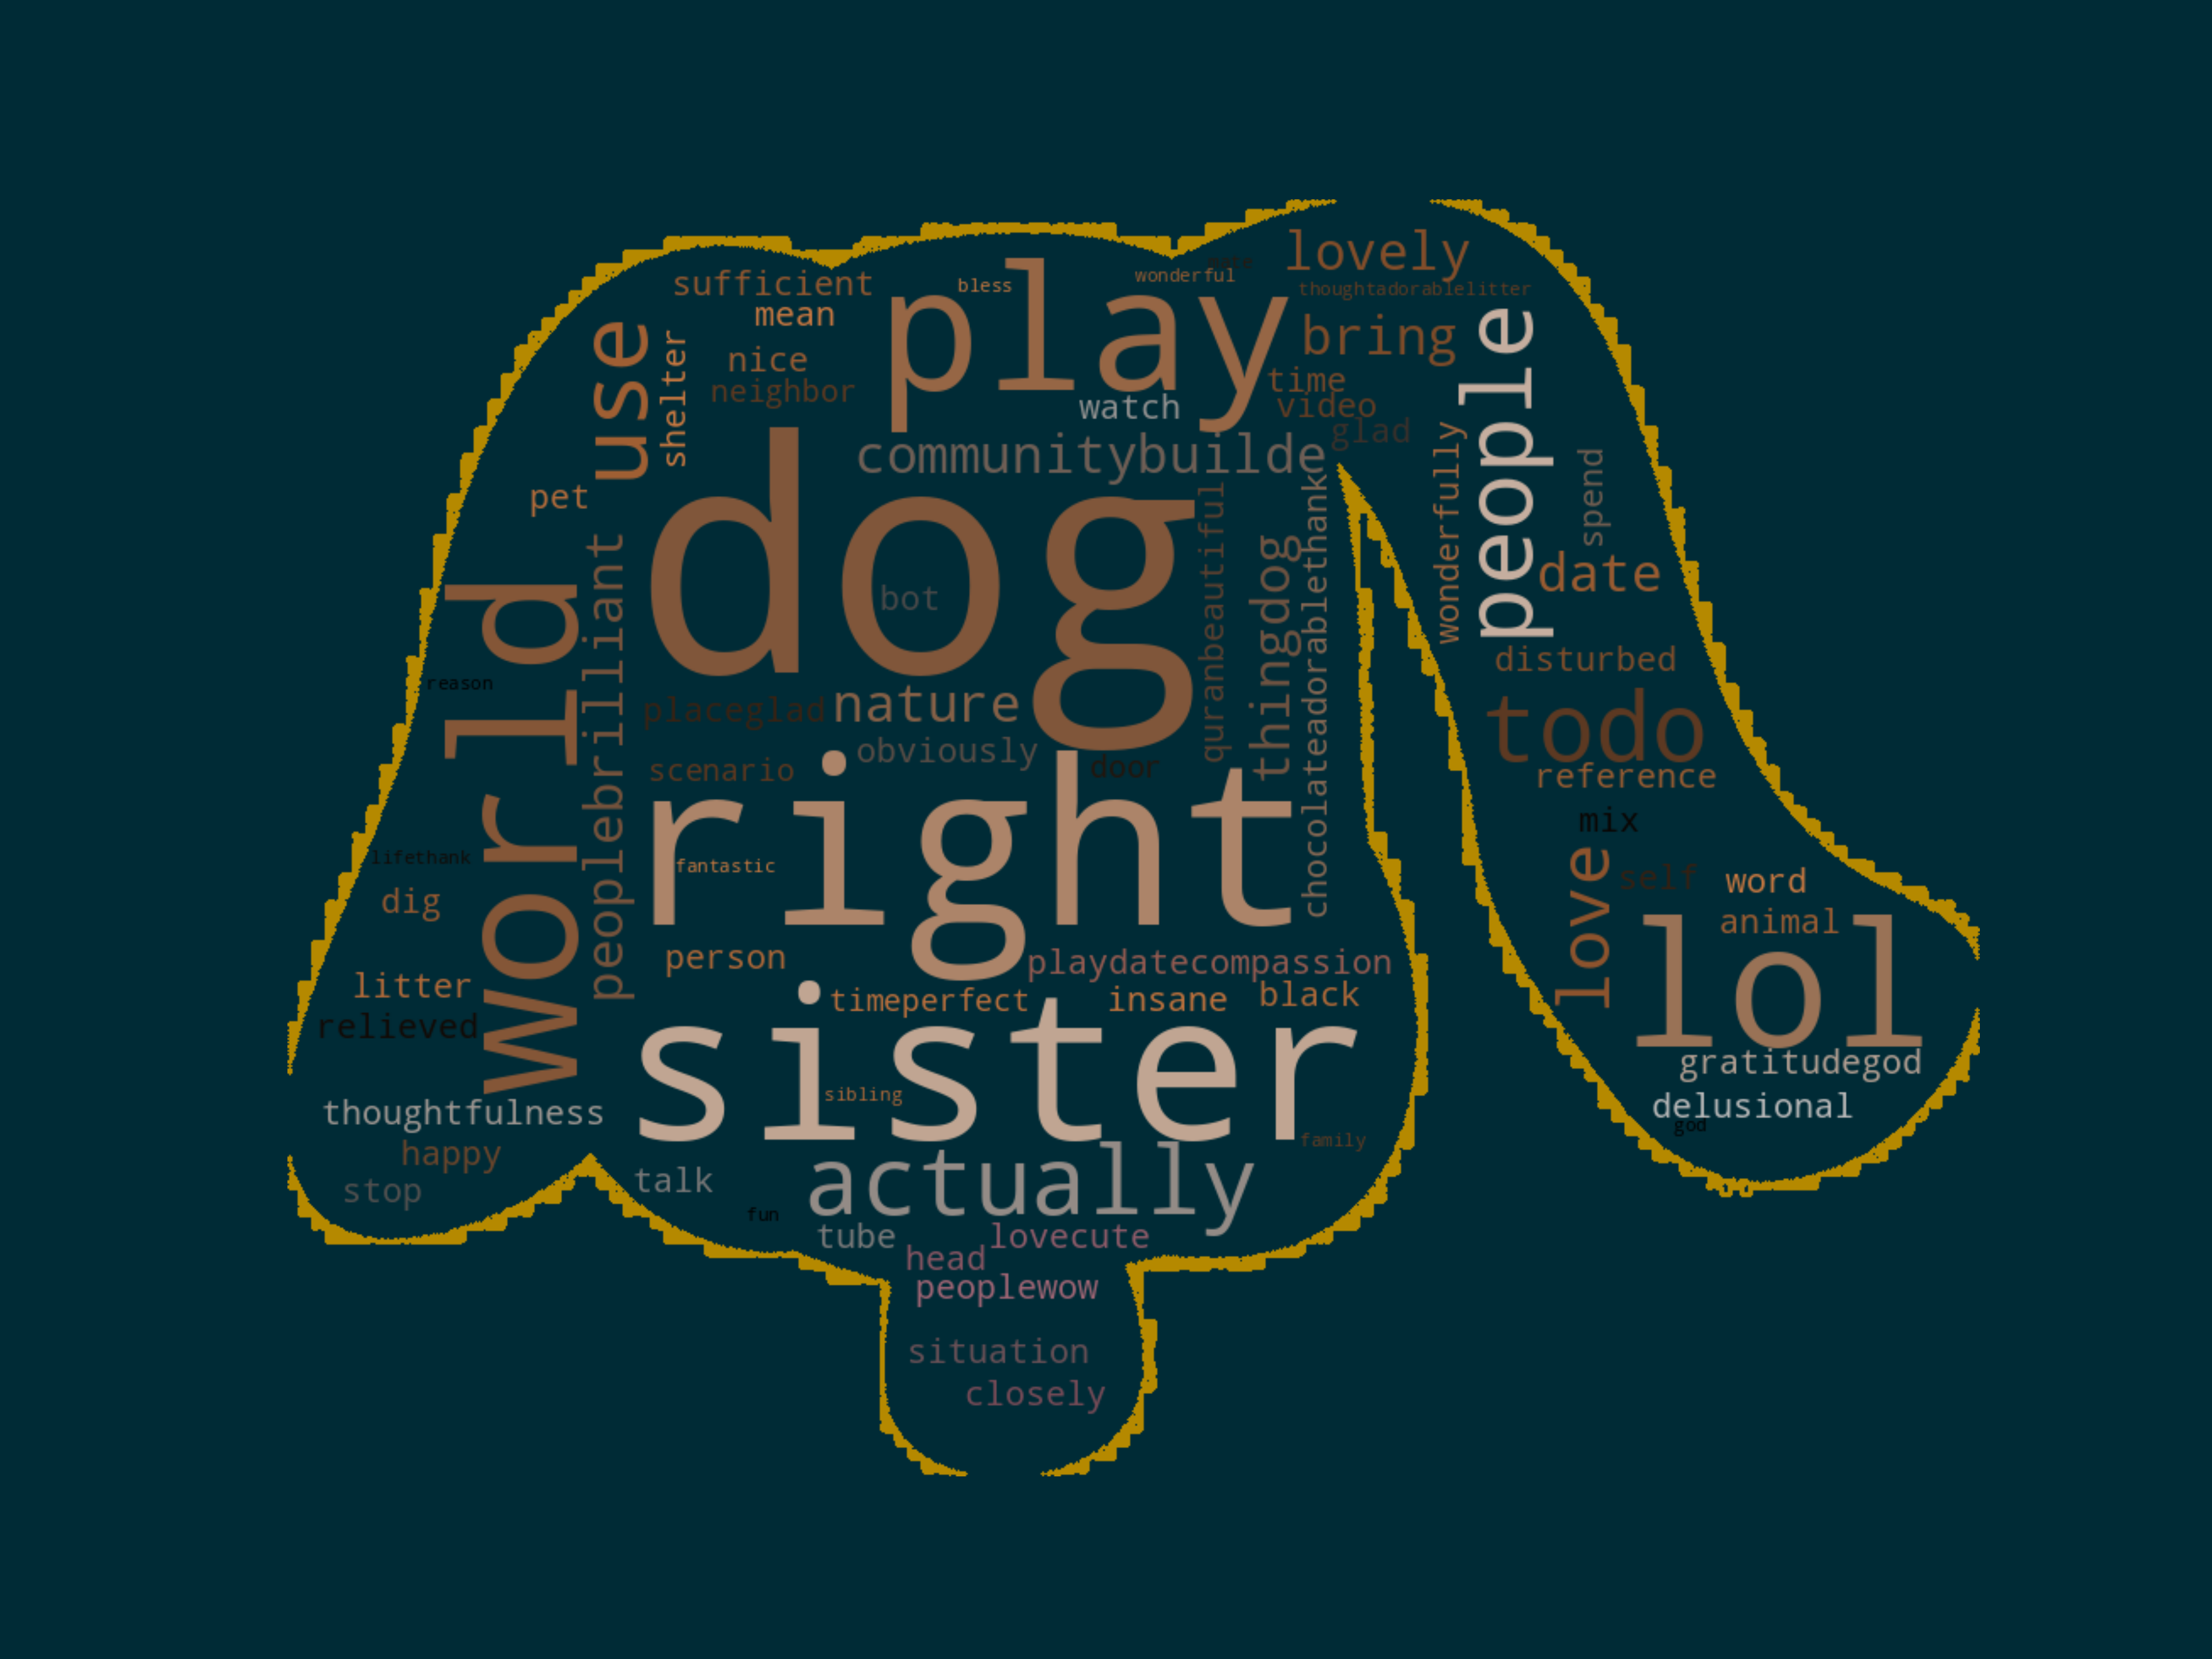 lovely
sufficient
bless
wonderful
thoughtadorablelitter
mean
play
bring
use
shelter
nice
neighbor
time
watch
video
people
glad
communitybuilde
pet
dog
wonderfully
spend
date
bot
quranbeautiful
thingdog
chocolateadorablethank
world
peoplebrilliant
disturbed
reason
placeglad
nature
todo
obviously
scenario
door
reference
right
mix
lifethank
fantastic
love
self
word
dig
animal
lol
person
playdatecompassion
litter
timeperfect
insane
black
relieved
sister
gratitudegod
sibling
thoughtfulness
delusional
god
family
happy
actually
stop
talk
fun
tube
lovecute
head
peoplewow
situation
closely